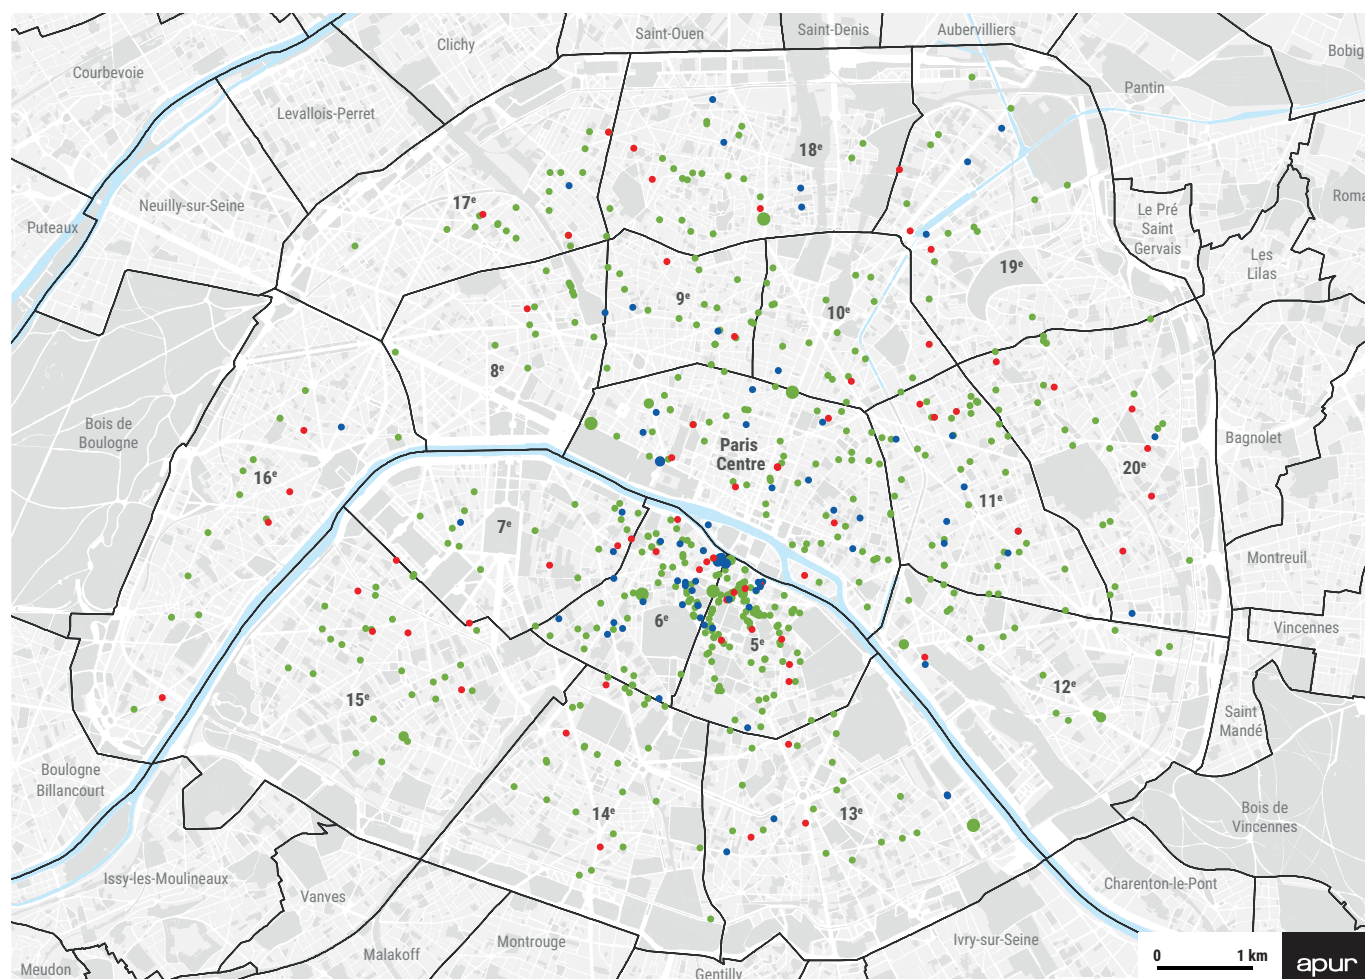 Saint-Ouen
Saint-Denis
Aubervilliers
Clichy
Bobig
Courbevoie
Pantin
Levallois-Perret
18e
Le Pré
Saint
Gervais
Roma
Neuilly-sur-Seine
17e
Puteaux
Les
Lilas
19e
9e
10e
8e
Bois de
Boulogne
Paris
Centre
Bagnolet
16e
20e
11e
7e
Montreuil
6e
5e
Vincennes
12e
15e
Saint
Mandé
Boulogne
Billancourt
14e
13e
Bois de
Vincennes
Issy-les-Moulineaux
Vanves
Charenton-le-Pont
Montrouge
Ivry-sur-Seine
Malakoff
Meudon
Gentilly
0 1 km
apur